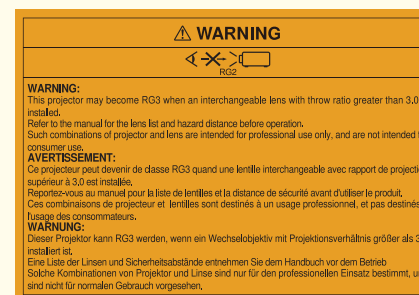 ⚠ WARNING
RG2
WARNING:
This projector may become RG3 when an interchangeable lens with throw ratio greater than 3.0
installed.
Refer to the manual for the lens list and hazard distance before operation.
Such combinations of projector and lens are intended for professional use only, and are not intended
consumer use.
AVERTISSEMENT:
Ce projecteur peut devenir de classe RG3 quand une lentille interchangeable avec rapport de
supérieur à 3,0 est installée.
Reportez-vous au manuel pour la liste de lentilles et la distance de sécurité avant d'utiliser le produit.
Ces combinaisons de projecteur et lentilles sont destinés à un usage professionnel, et pas destinés
l'usage des consommateurs.
WARNUNG:
Dieser Projektor kann RG3 werden, wenn ein Wechselobjektiv mit Projektionsverhältnis größer als
installiert ist.
Eine Liste der Linsen und Sicherheitsabstände entnehmen Sie dem Handbuch vor dem Betrieb
Solche Kombinationen von Projektor und Linse sind nur für den professionellen Einsatz bestimmt,
sind nicht für normalen Gebrauch vorgesehen.